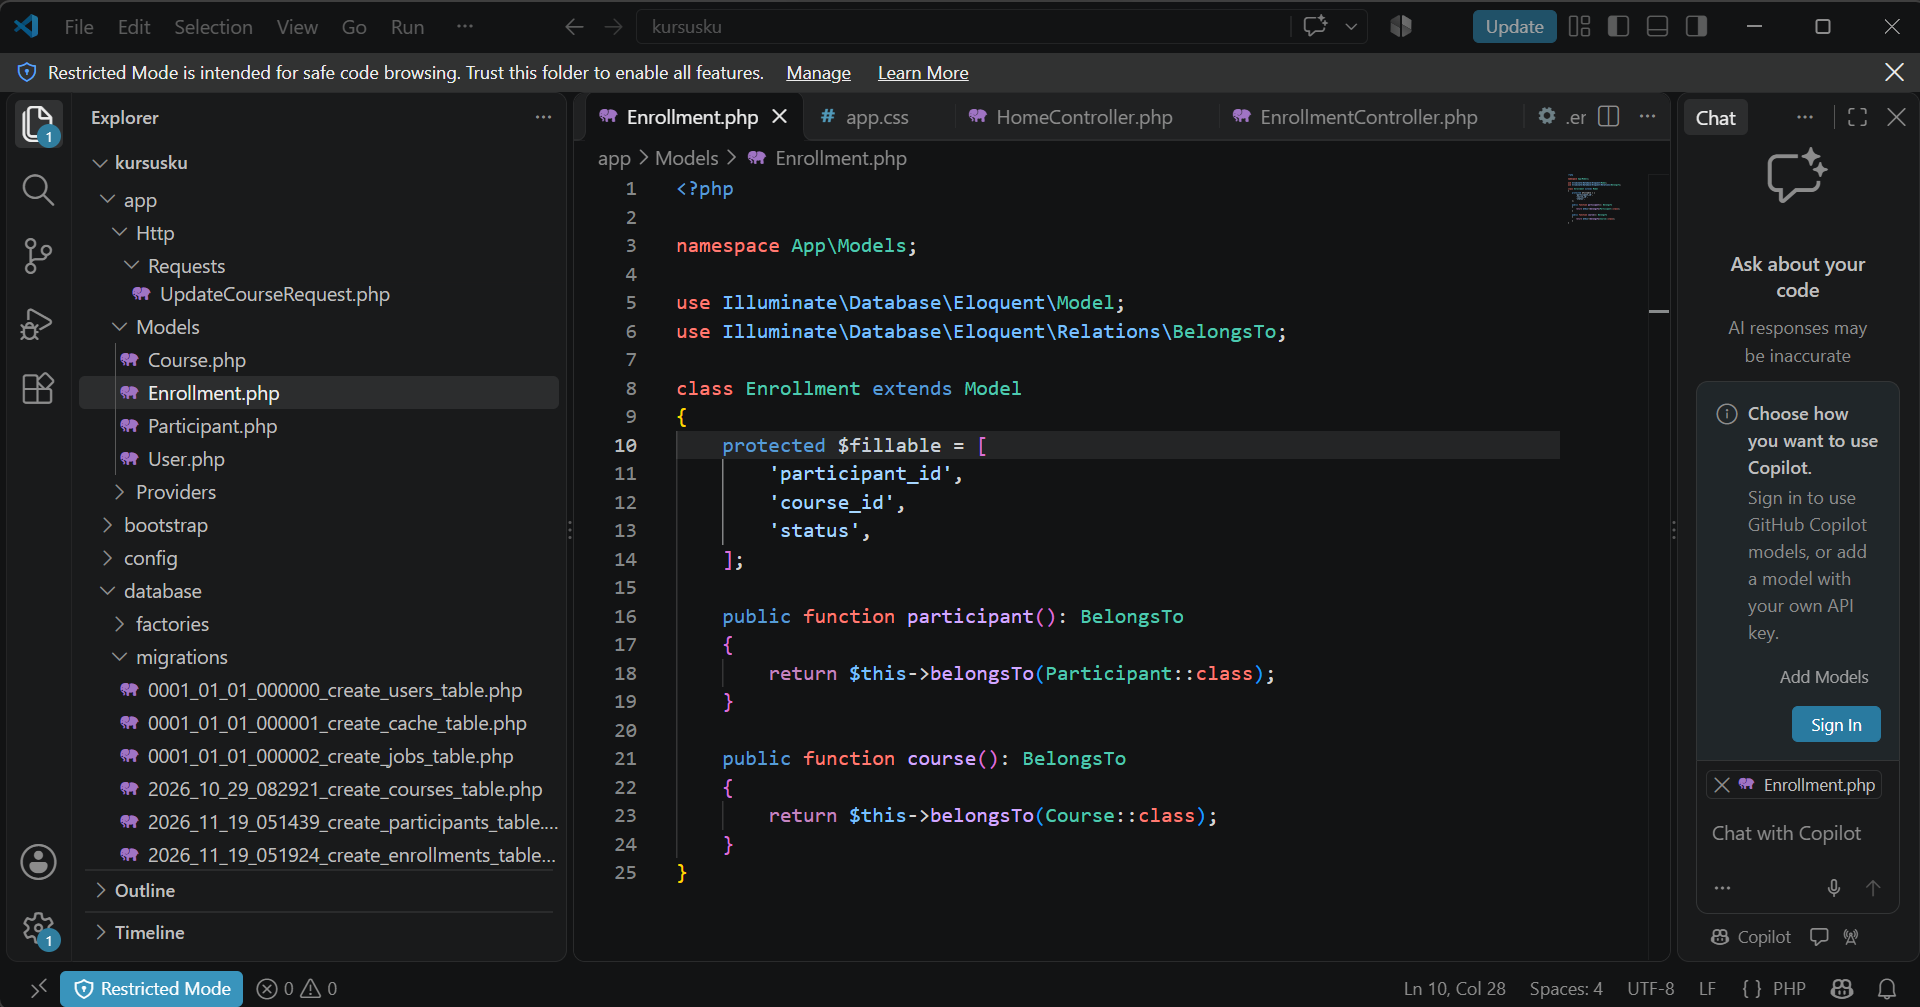 File Edit Selection View Go Run ···
kursusku
Update
Restricted Mode is intended for safe code browsing. Trust this folder to enable all features. Manage Learn More
1
Explorer
kursusku
app
Http
Requests
UpdateCourseRequest.php
Models
Course.php
Enrollment.php
Participant.php
User.php
Providers
bootstrap
config
database
factories
migrations
0001_01_01_000000_create_users_table.php
0001_01_01_000001_create_cache_table.php
0001_01_01_000002_create_jobs_table.php
2026_10_29_082921_create_courses_table.php
2026_11_19_051439_create_participants_table....
2026_11_19_051924_create_enrollments_table...
Outline
Timeline
1
Enrollment.php # app.css HomeController.php EnrollmentController.php .er
app > Models > Enrollment.php
1 <?php
2
3 namespace App\Models;
4
5 use Illuminate\Database\Eloquent\Model;
6 use Illuminate\Database\Eloquent\Relations\BelongsTo;
7
8 class Enrollment extends Model
9 {
10 protected $fillable = [
11 'participant_id',
12 'course_id',
13 'status',
14 ];
15
16 public function participant(): BelongsTo
17 {
18 return $this->belongsTo(Participant::class);
19 }
20
21 public function course(): BelongsTo
22 {
23 return $this->belongsTo(Course::class);
24 }
25 }
Chat
Ask about your
code
AI responses may
be inaccurate
Choose how
you want to use
Copilot.
Sign in to use
GitHub Copilot
models, or add
a model with
your own API
key.
Add Models
Sign In
Enrollment.php
Chat with Copilot
Copilot
Restricted Mode 0 0
Ln 10, Col 28 Spaces: 4 UTF-8 LF { } PHP